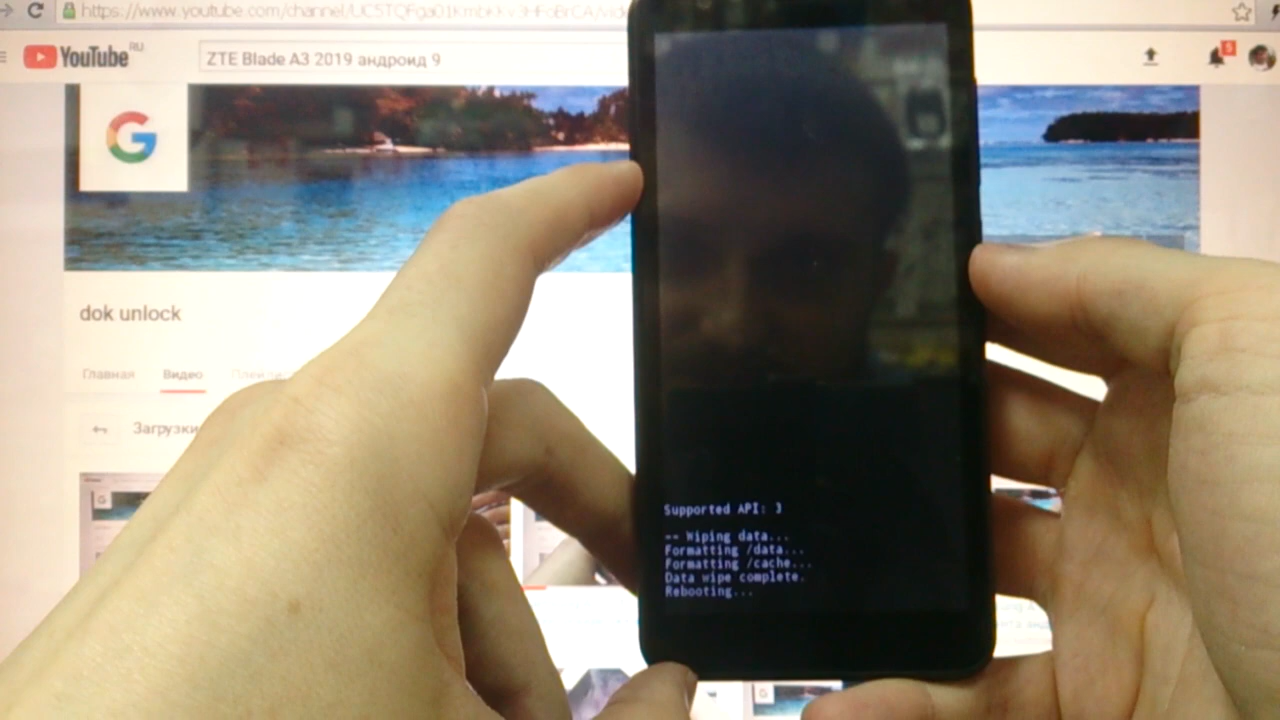 YouTube RU
ZTE Blade A3 2019 андроид 9
5
dok unlock
Главная Видео
Загрузки
Supported API: 3
-- Wiping data...
Formatting /data...
Formatting /cache...
Data wipe complete.
Rebooting...